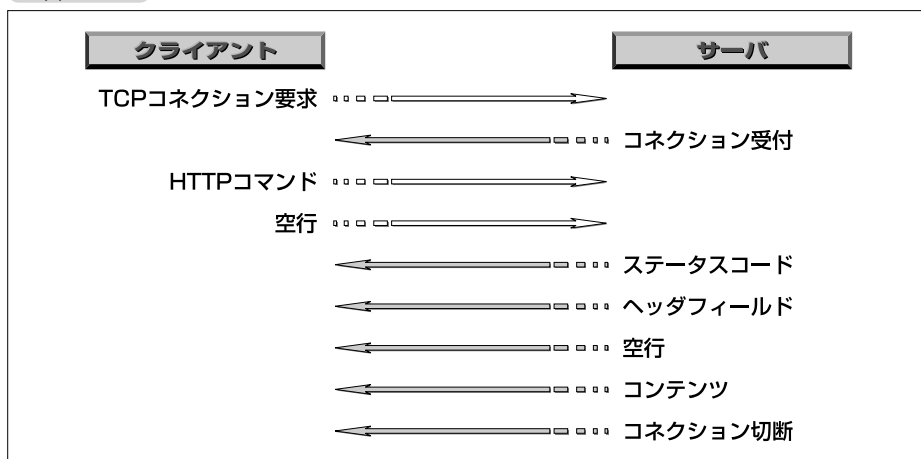 クライアント
サーバ
TCPコネクション要求
コネクション受付
HTTPコマンド
空行
ステータスコード
ヘッダフィールド
空行
コンテンツ
コネクション切断